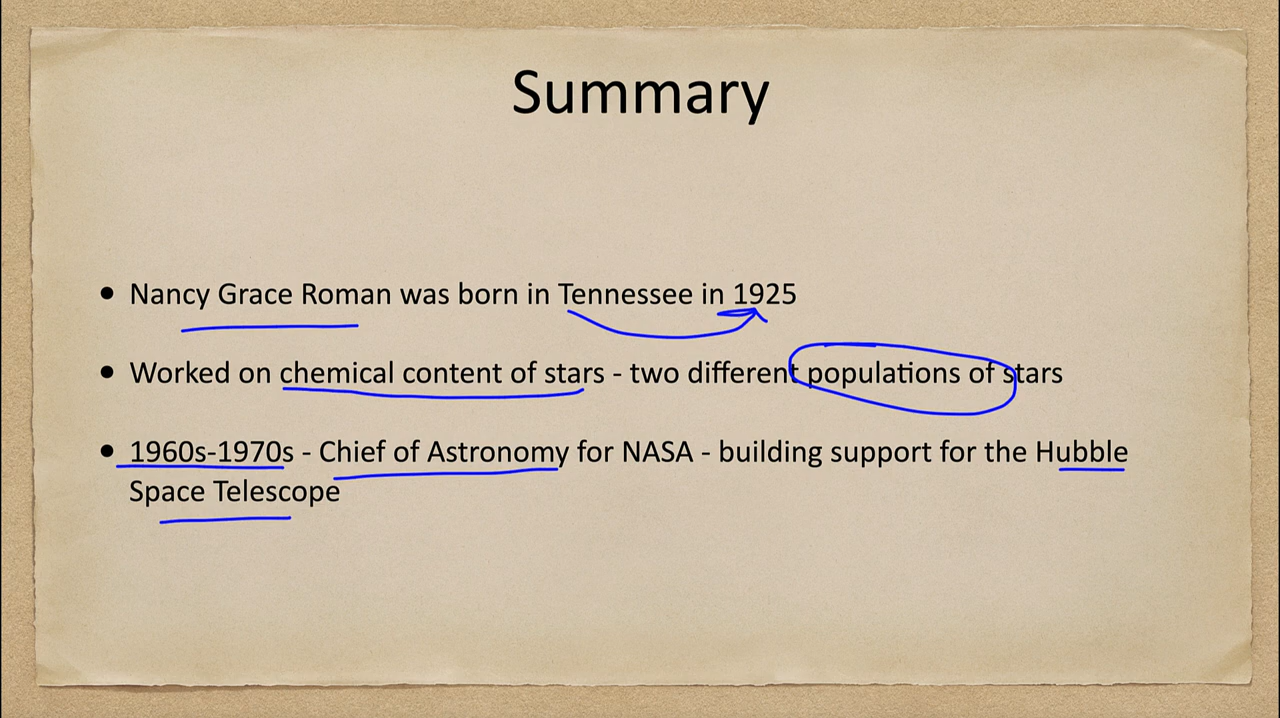 Summary
• Nancy Grace Roman was born in Tennessee in 1925
• Worked on chemical content of stars - two different populations of stars
• 1960s-1970s - Chief of Astronomy for NASA - building support for the Hubble
Space Telescope